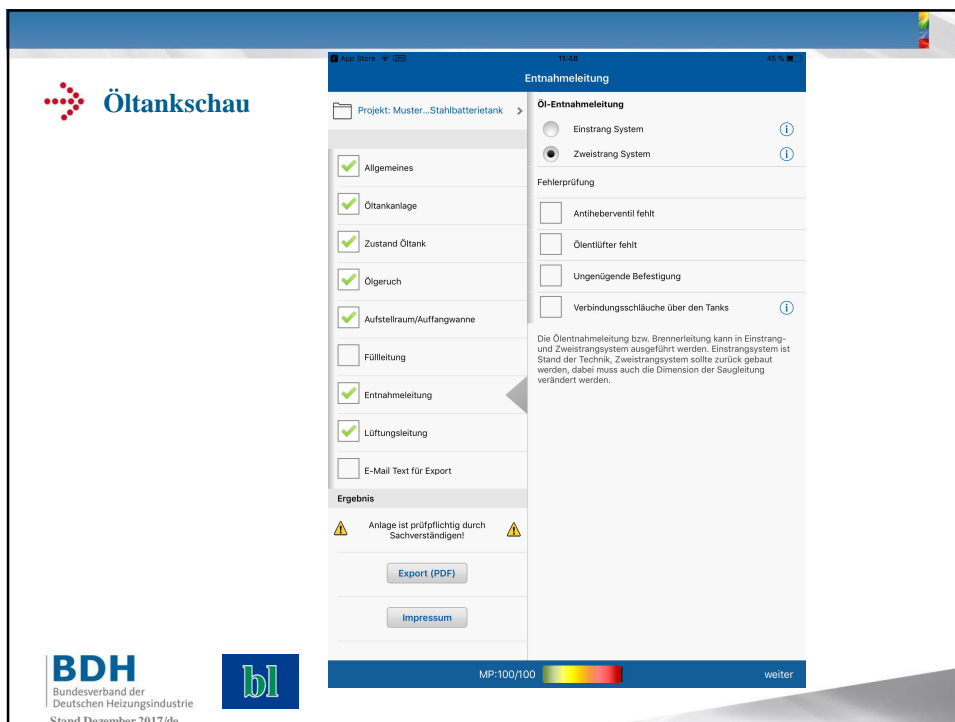 Öltankschau
App Store
11:48
45 %
Entnahmeleitung
Projekt: Muster...Stahlbatterietank
Allgemeines
Öltankanlage
Zustand Öltank
Ölgeruch
Aufstellraum/Auffangwanne
Füllleitung
Entnahmeleitung
Lüftungsleitung
E-Mail Text für Export
Ergebnis
Anlage ist prüfpflichtig durch
Sachverständigen!
Export (PDF)
Impressum
Öl-Entnahmeleitung
Einstrang System
Zweistrang System
Fehlerprüfung
Antiheberventil fehlt
Ölentlüfter fehlt
Ungenügende Befestigung
Verbindungsschläuche über den Tanks
Die Ölentnahmeleitung bzw. Brennerleitung kann in Einstrang-
und Zweistrangsystem ausgeführt werden. Einstrangsystem ist
Stand der Technik, Zweistrangsystem sollte zurück gebaut
werden, dabei muss auch die Dimension der Saugleitung
verändert werden.
MP:100/100
weiter
BDH
Bundesverband der
Deutschen Heizungsindustrie
bl
Stand Dezember 2017/de